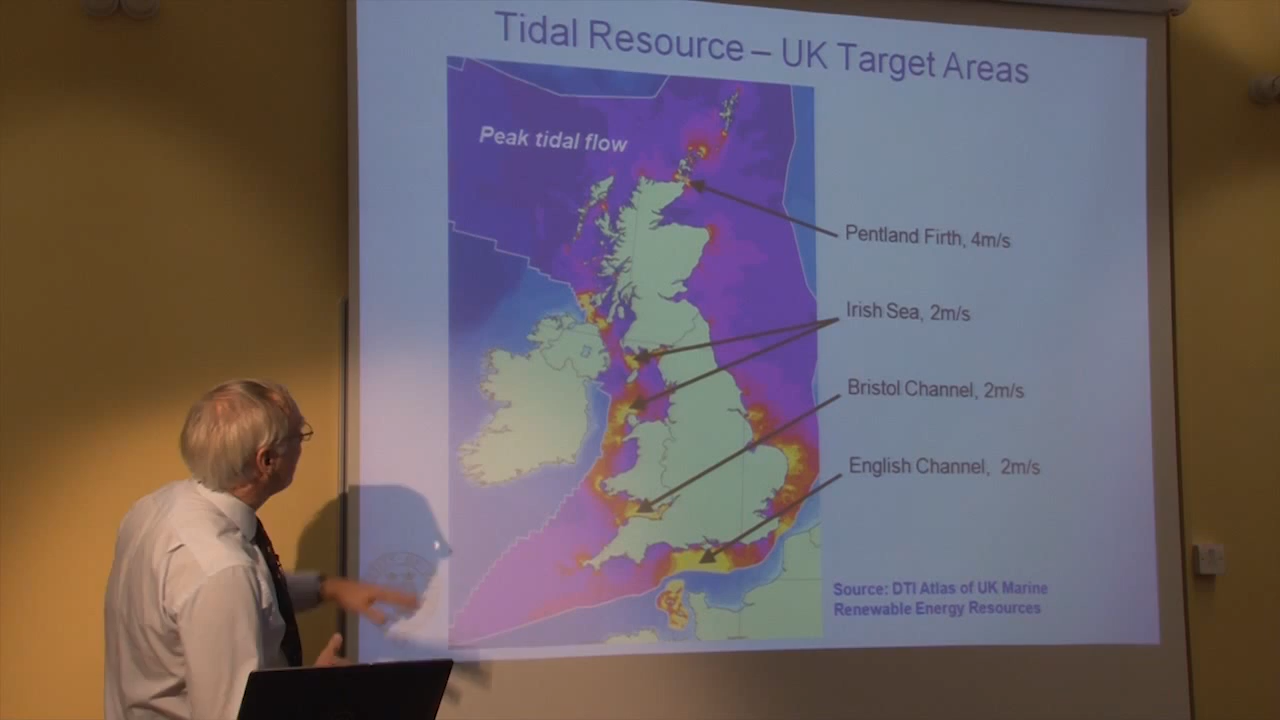 Tidal Resource – UK Target Areas
Peak tidal flow
Pentland Firth, 4m/s
Irish Sea, 2m/s
Bristol Channel, 2m/s
English Channel, 2m/s
Source: DTI Atlas of UK Marine
Renewable Energy Resources